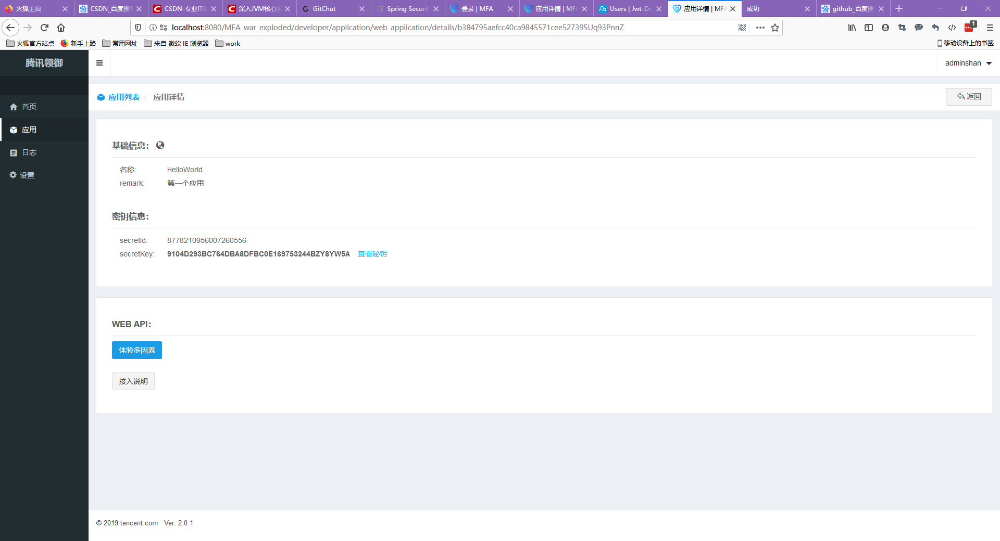 火狐主页
CSDN_百度搜索
CSDN-专业IT技
深入JVM核心全
GitChat
Spring Securit
登录 | MFA
应用详情 | MFA
Users | Jwt-De
应用详情 | MFA
成功
github_百度搜
localhost:8080/MFA_war_exploded/developer/application/web_application/details/b384795aefcc40ca9845571cee527395Uq93PnnZ
1
火狐官方站点
新手上路
常用网址
来自 微软 IE 浏览器
work
移动设备上的书签
腾讯领御
adminshan
应用列表 / 应用详情
返回
首页
应用
日志
设置
基础信息：
名称: HelloWorld
remark: 第一个应用
密钥信息：
secretId: 8778210956007260556
secretKey: 9104D293BC764DBA8DFBC0E169753244BZY8YW5A 查看秘钥
WEB API：
体验多因素
接入说明
© 2019 tencent.com Ver: 2.0.1